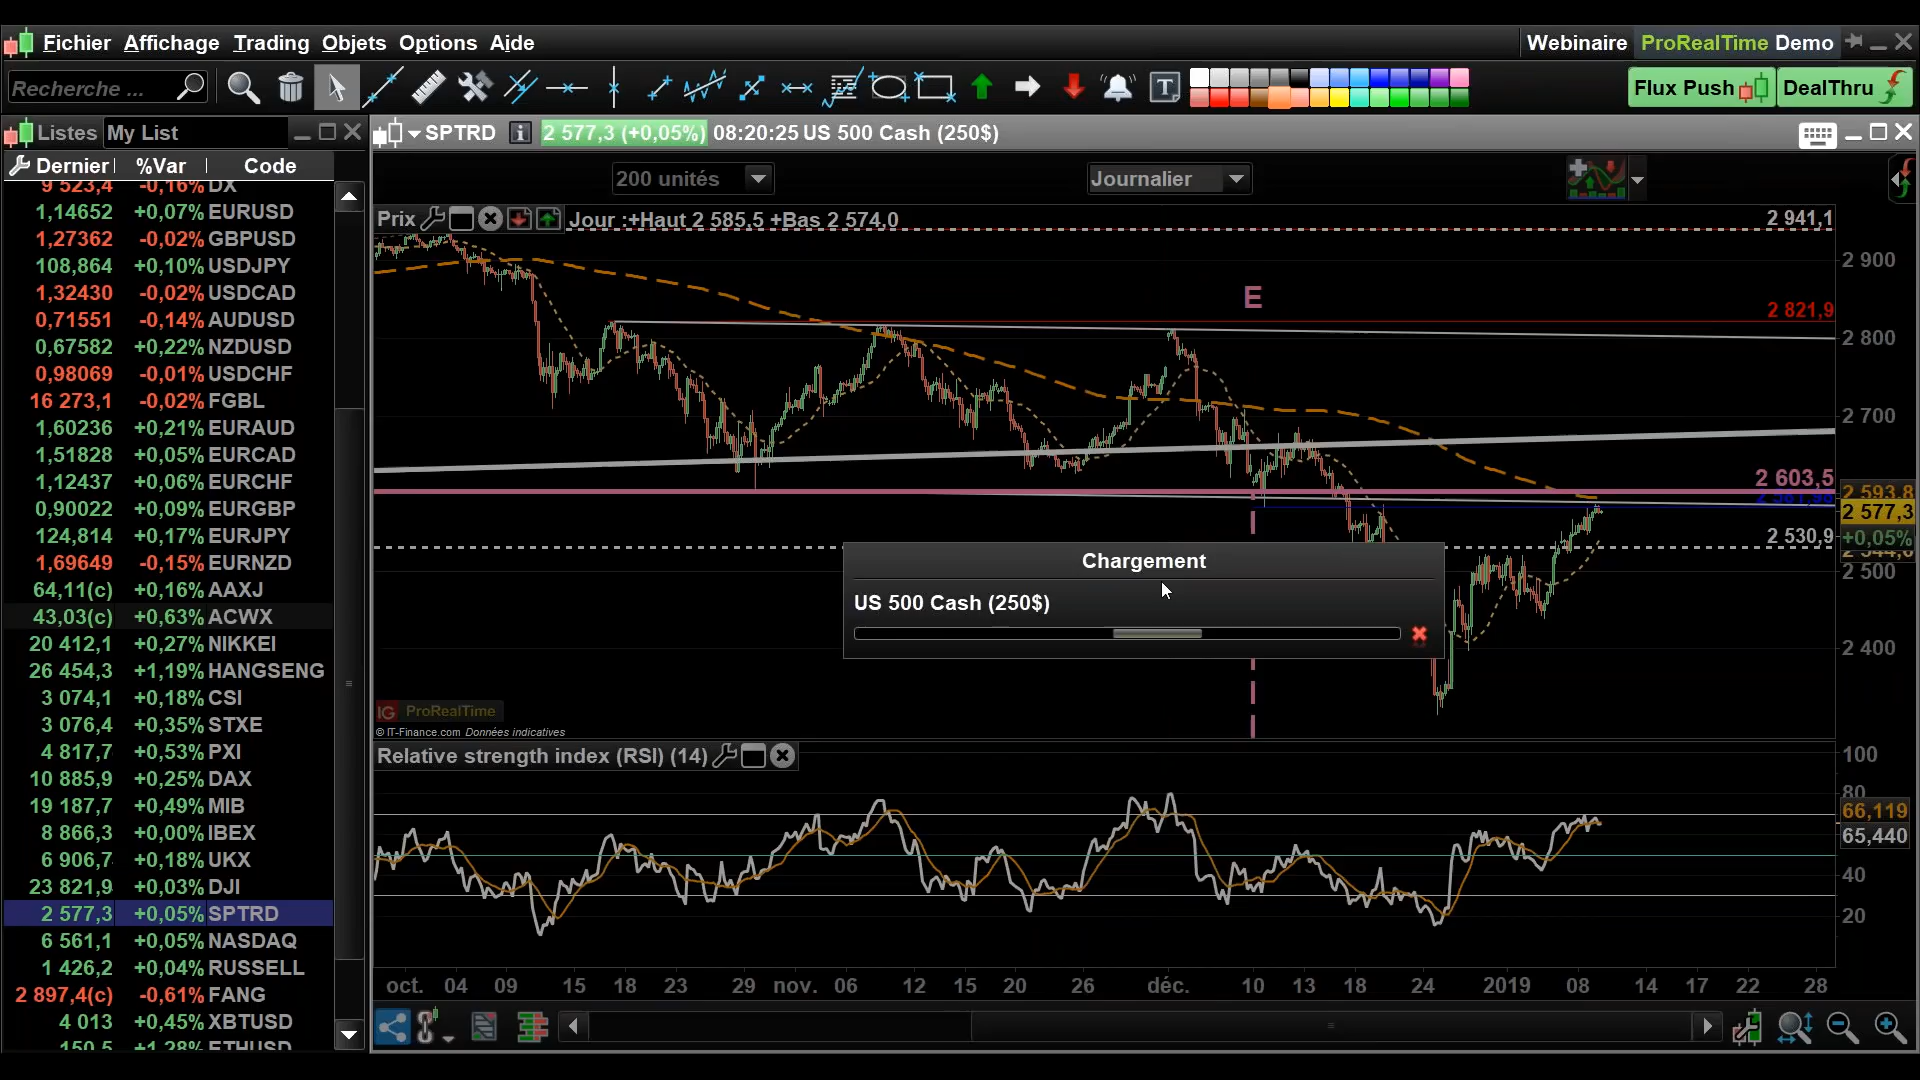 Fichier Affichage Trading Objets Options Aide
Webinaire ProRealTime Demo
Recherche ...
T
Flux Push
DealThru
Listes My List
SPTRD i 2 577,3 (+0,05%) 08:20:25 US 500 Cash (250$)
Dernier %Var Code
9 523,4 -0,16% DX
1,14652 +0,07% EURUSD
1,27362 -0,02% GBPUSD
108,864 +0,10% USDJPY
1,32430 -0,02% USDCAD
0,71551 -0,14% AUDUSD
0,67582 +0,22% NZDUSD
0,98069 -0,01% USDCHF
16 273,1 -0,02% FGBL
1,60236 +0,21% EURAUD
1,51828 +0,05% EURCAD
1,12437 +0,06% EURCHF
0,90022 +0,09% EURGBP
124,814 +0,17% EURJPY
1,69649 -0,15% EURNZD
64,11(c) +0,16% AAXJ
43,03(c) +0,63% ACWX
20 412,1 +0,27% NIKKEI
26 454,3 +1,19% HANGSENG
3 074,1 +0,18% CSI
3 076,4 +0,35% STXE
4 817,7 +0,53% PXI
10 885,9 +0,25% DAX
19 187,7 +0,49% MIB
8 866,3 +0,00% IBEX
6 906,7 +0,18% UKX
23 821,9 +0,03% DJI
2 577,3 +0,05% SPTRD
6 561,1 +0,05% NASDAQ
1 426,2 +0,04% RUSSELL
2 897,4(c) -0,61% FANG
4 013 +0,45% XBTUSD
150,5 +1,28% ETHUSD
200 unités
Journalier
Prix Jour :+Haut 2 585,5 +Bas 2 574,0
2 941,1
2 900
E
2 821,9
2 800
2 700
2 603,5
2 593,8
2 581,98
2 577,3
2 530,9
+0,05%
2 500
2 400
Chargement
US 500 Cash (250$)
IG ProRealTime
© IT-Finance.com Données indicatives
Relative strength index (RSI) (14)
100
80
66,119
65,440
40
20
oct. 04 09 15 18 23 29 nov. 06 12 15 20 26 déc. 10 13 18 24 2019 08 14 17 22 28